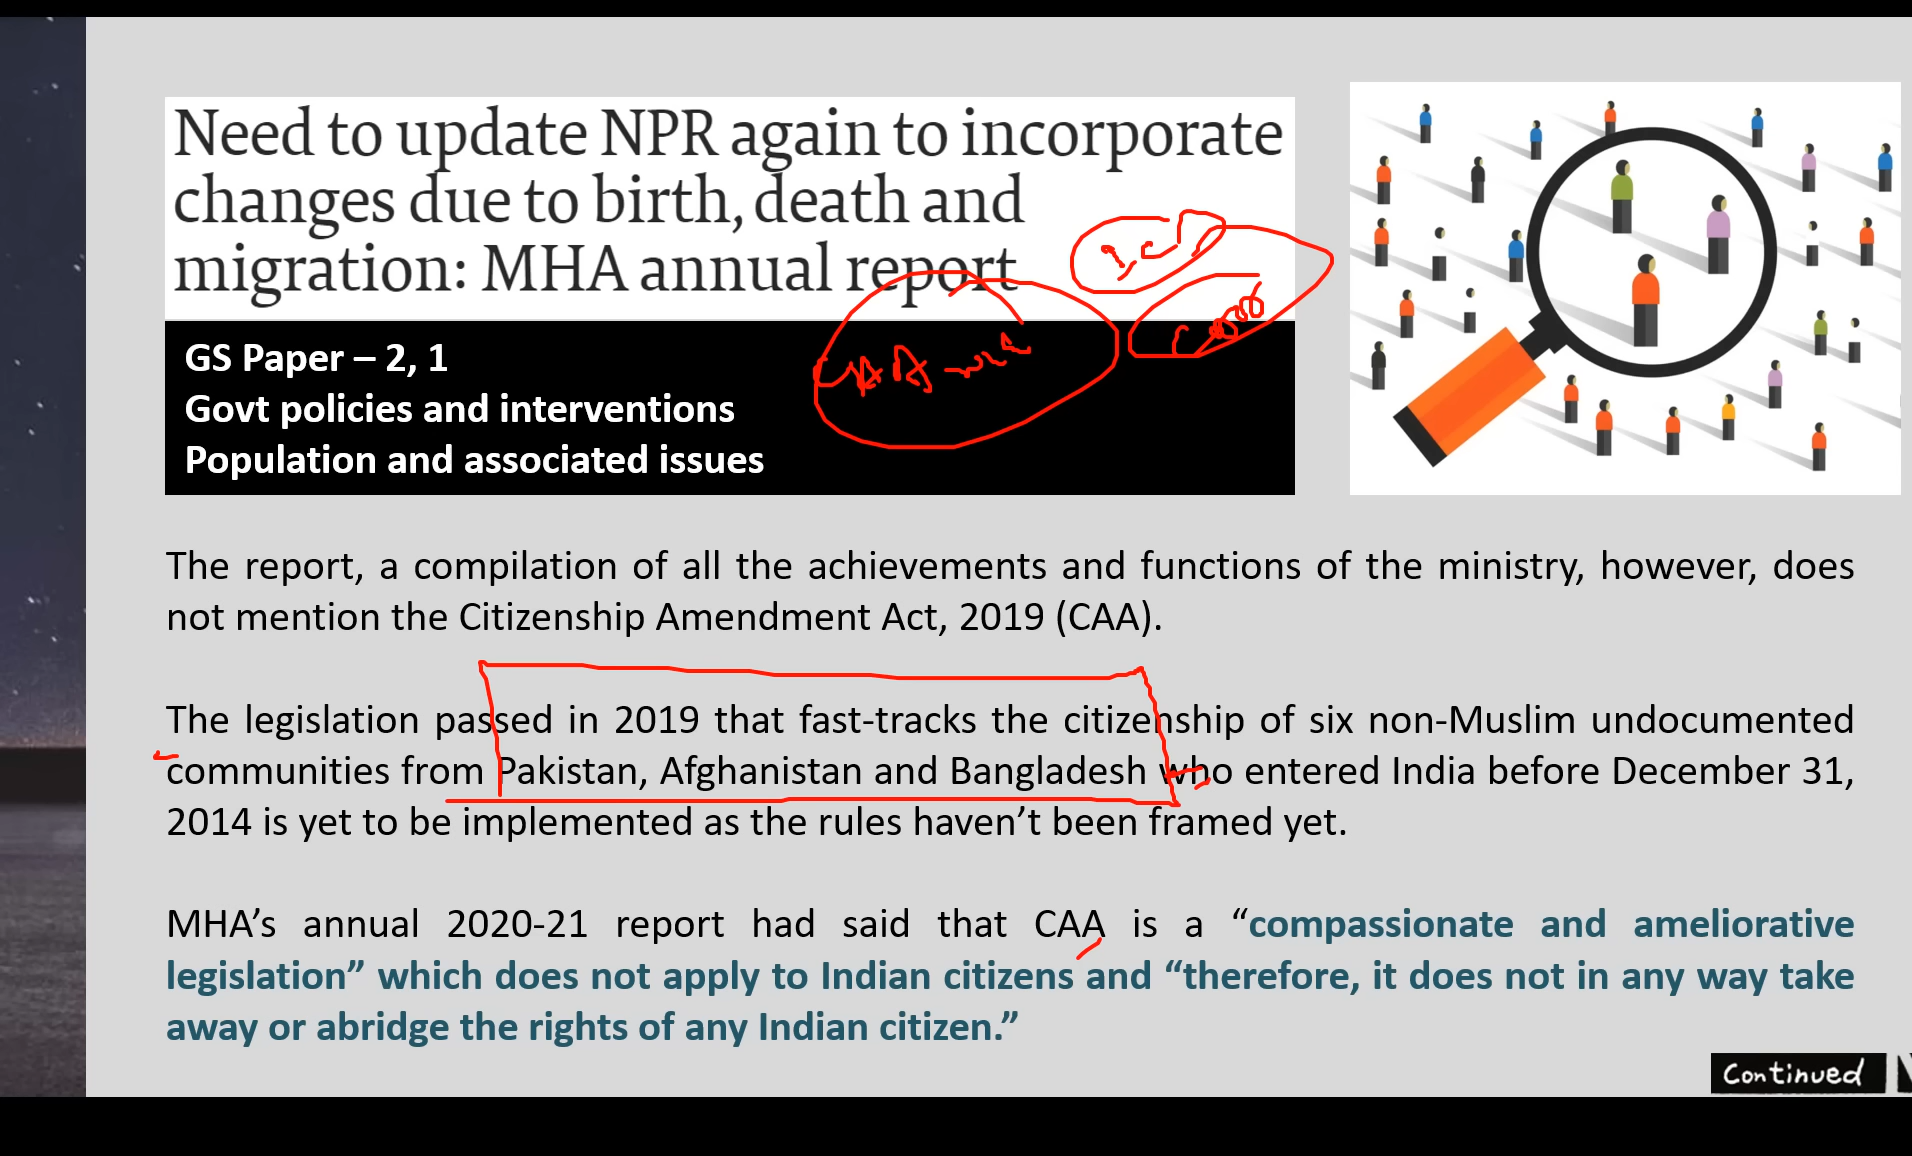 Need to update NPR again to incorporate
changes due to birth, death and
migration: MHA annual report
GS Paper – 2, 1
Govt policies and interventions
Population and associated issues
The report, a compilation of all the achievements and functions of the ministry, however, does
not mention the Citizenship Amendment Act, 2019 (CAA).
The legislation passed in 2019 that fast-tracks the citizenship of six non-Muslim undocumented
communities from Pakistan, Afghanistan and Bangladesh who entered India before December 31,
2014 is yet to be implemented as the rules haven’t been framed yet.
MHA’s annual 2020-21 report had said that CAA is a “compassionate and ameliorative
legislation” which does not apply to Indian citizens and “therefore, it does not in any way take
away or abridge the rights of any Indian citizen.”
Continued